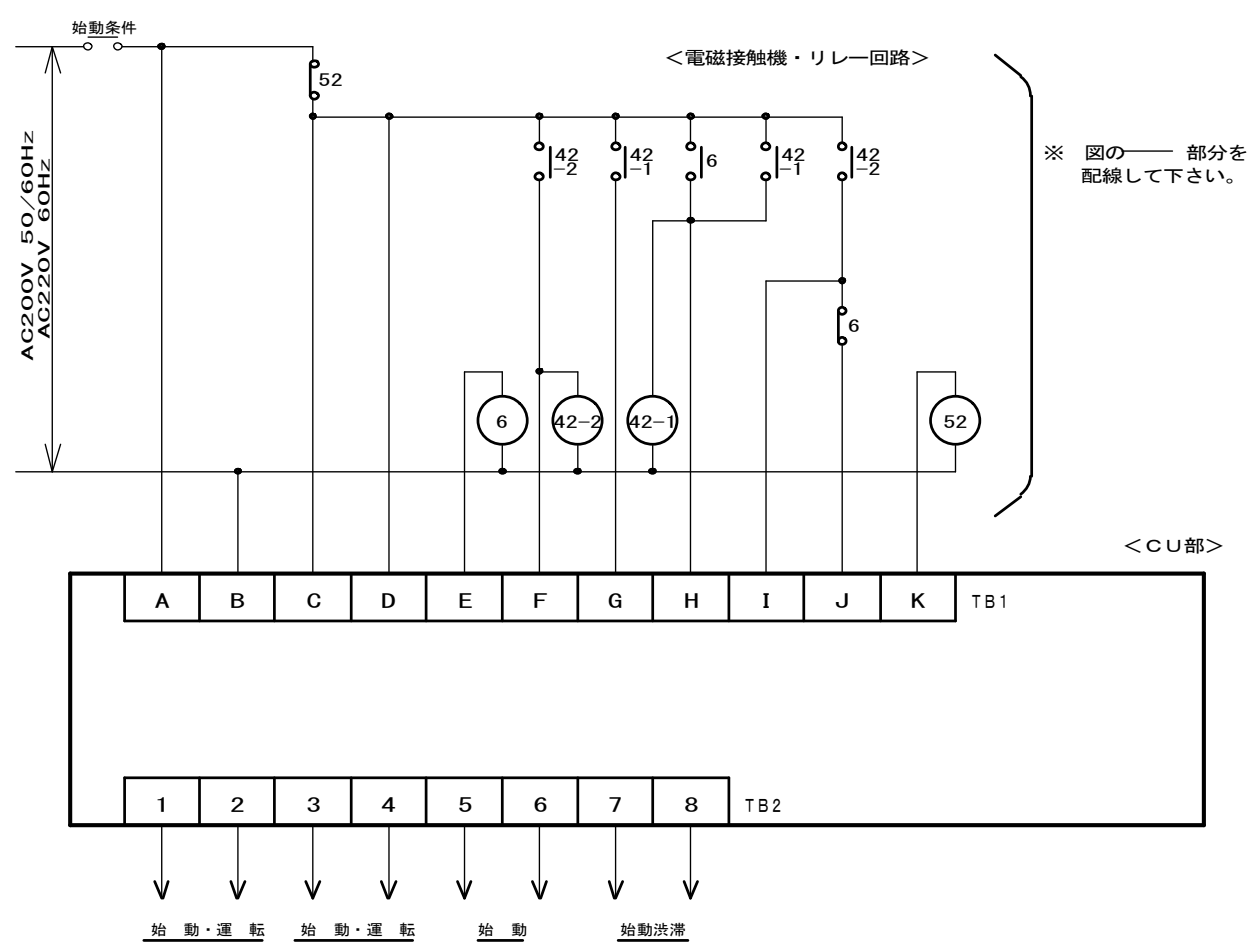 始動条件
<電磁接触機・リレー回路>
52
42
-2
42
-1
6
42
-1
42
-2
※ 図の―― 部分を
配線して下さい。
AC200V 50/60Hz
AC220V 60Hz
6
6
42-2
42-1
52
<CU部>
A B C D E F G H I J K TB1
1 2 3 4 5 6 7 8 TB2
始 動・運 転 始 動・運 転 始 動 始動渋滞